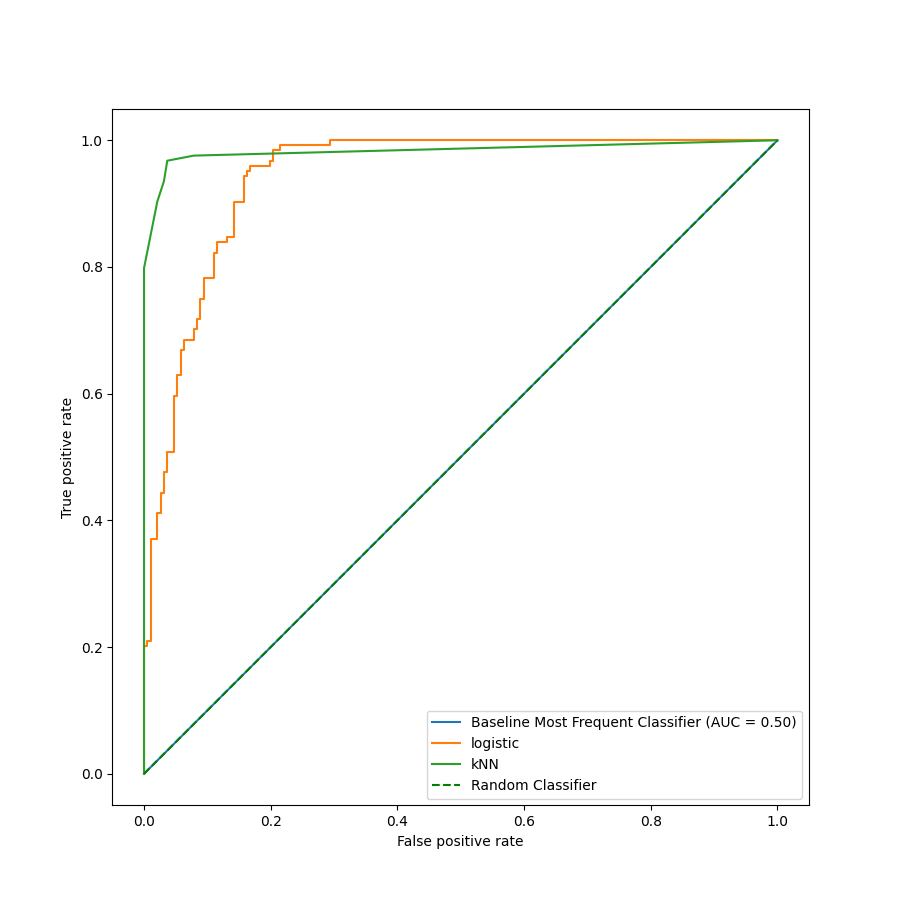 1.0
0.8
0.6
0.4
0.2
0.0
True positive rate
Baseline Most Frequent Classifier (AUC = 0.50)
logistic
kNN
Random Classifier
0.0 0.2 0.4 0.6 0.8 1.0
False positive rate